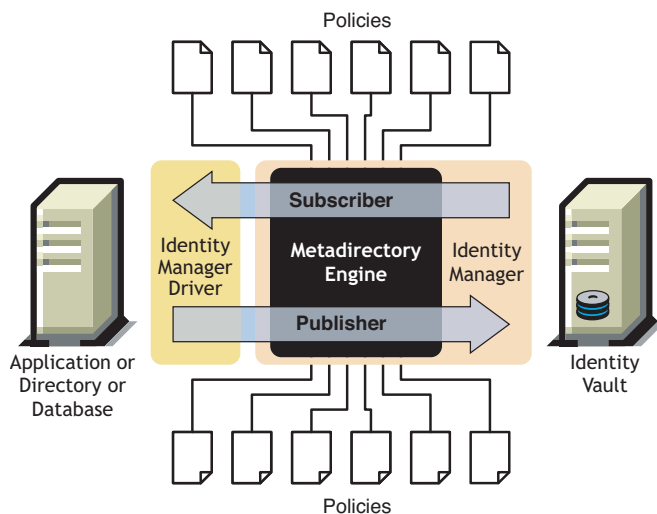 Policies
Subscriber
Identity
Manager
Driver
Metadirectory
Engine
Identity
Manager
Publisher
Application or
Directory or
Database
Identity
Vault
Policies